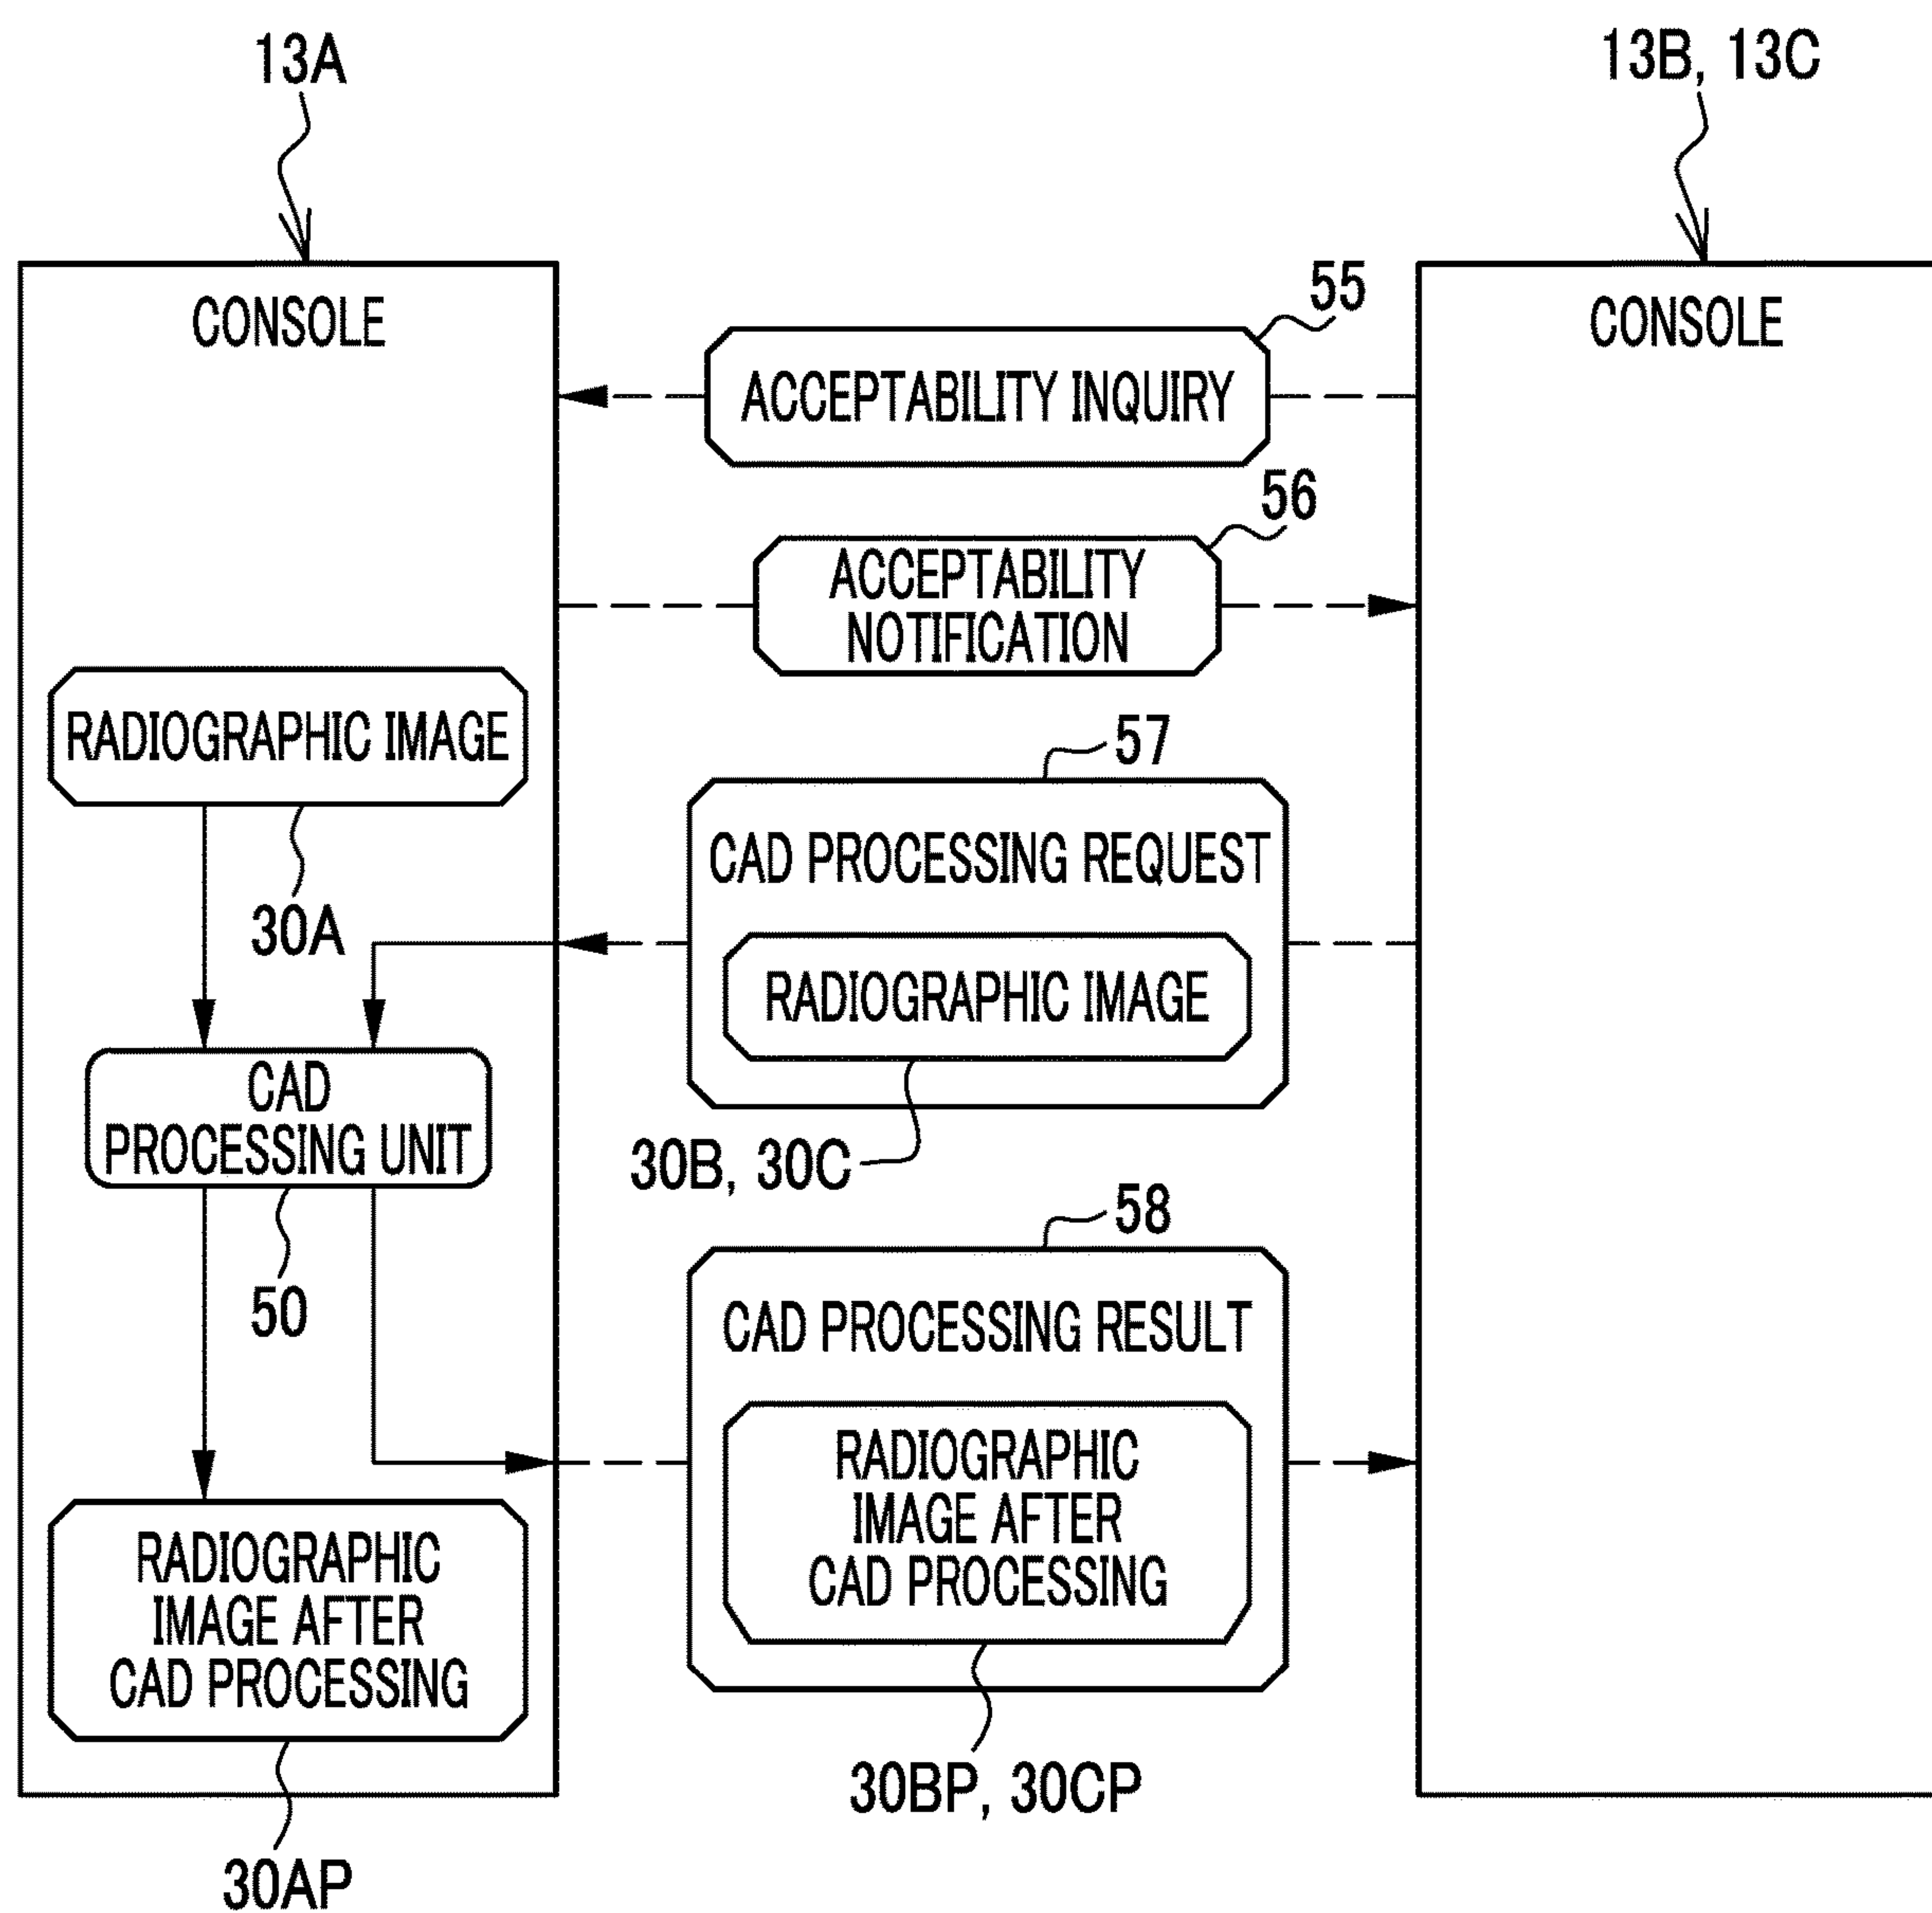 13A
13B, 13C
CONSOLE
CONSOLE
55
ACCEPTABILITY INQUIRY
56
ACCEPTABILITY
NOTIFICATION
RADIOGRAPHIC IMAGE
30A
57
CAD PROCESSING REQUEST
RADIOGRAPHIC IMAGE
30B, 30C
CAD
PROCESSING UNIT
50
58
CAD PROCESSING RESULT
RADIOGRAPHIC
IMAGE AFTER
CAD PROCESSING
30BP, 30CP
RADIOGRAPHIC
IMAGE AFTER
CAD PROCESSING
30AP